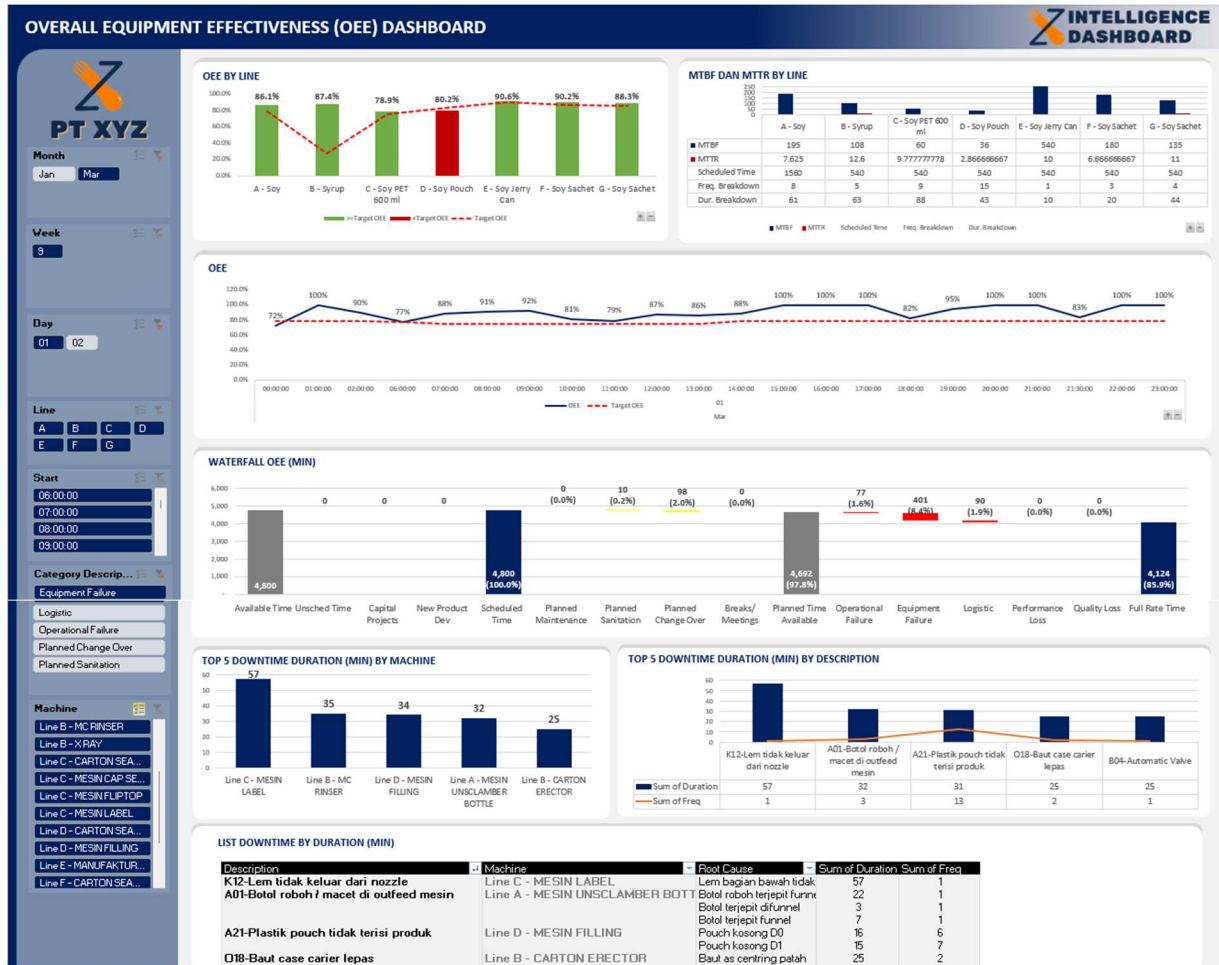 OVERALL EQUIPMENT EFFECTIVENESS (OEE) DASHBOARD
INTELLIGENCE
DASHBOARD
PT XYZ
Month
Jan Mar
Week
9
Day
01 02
Line
A B C D
E F G
Start
06:00:00
07:00:00
08:00:00
09:00:00
Category Descrip...
Equipment Failure
Logistic
Operational Failure
Planned Change Over
Planned Sanitation
Machine
Line B - MC RINSER
Line B - X RAY
Line C - CARTON SEA...
Line C - MESIN CAP SE...
Line C - MESIN FLIPTOP
Line C - MESIN LABEL
Line D - CARTON SEA...
Line D - MESIN FILLING
Line E - MANUFAKTUR...
Line F - CARTON SEA...
OEE BY LINE
100.0%
80.0%
60.0%
40.0%
20.0%
0.0%
86.1% 87.4% 78.9% 80.2% 90.6% 90.2% 88.3%
A - Soy B - Syrup C - Soy PET 600 ml D - Soy Pouch E - Soy Jerry Can F - Soy Sachet G - Soy Sachet
>=Target OEE <Target OEE Target OEE
MTBF DAN MTTR BY LINE
250
200
150
100
50
0
A - Soy B - Syrup C - Soy PET 600 ml D - Soy Pouch E - Soy Jerry Can F - Soy Sachet G - Soy Sachet
MTBF 195 108 60 36 540 180 135
MTTR 7.625 12.6 9.777777778 2.866666667 10 6.666666667 11
Scheduled Time 1560 540 540 540 540 540 540
Freq. Breakdown 8 5 9 15 1 3 4
Dur. Breakdown 61 63 88 43 10 20 44
MTBF MTTR Scheduled Time Freq. Breakdown Dur. Breakdown
OEE
120.0%
100.0%
80.0%
60.0%
40.0%
20.0%
0.0%
72% 100% 90% 77% 88% 91% 92% 81% 79% 87% 86% 88% 100% 100% 100% 82% 95% 100% 100% 83% 100% 100%
00:00:00 01:00:00 02:00:00 06:00:00 07:00:00 08:00:00 09:00:00 10:00:00 11:00:00 12:00:00 13:00:00 14:00:00 15:00:00 16:00:00 17:00:00 18:00:00 19:00:00 20:00:00 21:00:00 21:30:00 22:00:00 23:00:00
01
Mar
OEE Target OEE
WATERFALL OEE (MIN)
6,000
5,000
4,000
3,000
2,000
1,000
-
4,800 0 0 0 4,800 (100.0%) 0 (0.0%) 10 (0.2%) 98 (2.0%) 0 (0.0%) 4,692 (97.8%) 77 (1.6%) 401 (8.4%) 90 (1.9%) 0 (0.0%) 0 (0.0%) 4,124 (85.9%)
Available Time Unsched Time Capital Projects New Product Dev Scheduled Time Planned Maintenance Planned Sanitation Planned Change Over Breaks/ Meetings Planned Time Available Operational Failure Equipment Failure Logistic Performance Loss Quality Loss Full Rate Time
TOP 5 DOWNTIME DURATION (MIN) BY MACHINE
60
50
40
30
20
10
0
57 35 34 32 25
Line C - MESIN LABEL Line B - MC RINSER Line D - MESIN FILLING Line A - MESIN UNSCLAMBER BOTTLE Line B - CARTON ERECTOR
TOP 5 DOWNTIME DURATION (MIN) BY DESCRIPTION
60
50
40
30
20
10
0
K12-Lem tidak keluar dari nozzle A01-Botol roboh / macet di outfeed mesin A21-Plastik pouch tidak terisi produk O18-Baut case carier lepas B04-Automatic Valve
Sum of Duration 57 32 31 25 25
Sum of Freq 1 3 13 2 1
LIST DOWNTIME BY DURATION (MIN)
Description Machine Root Cause Sum of Duration Sum of Freq
K12-Lem tidak keluar dari nozzle Line C - MESIN LABEL Lem bagian bawah tidak 57 1
A01-Botol roboh / macet di outfeed mesin Line A - MESIN UNSCLAMBER BOTT Botol roboh terjepit funne 22 1
Botol terjepit difunnel 3 1
Botol terjepit funnel 7 1
A21-Plastik pouch tidak terisi produk Line D - MESIN FILLING Pouch kosong D0 16 6
Pouch kosong D1 15 7
O18-Baut case carier lepas Line B - CARTON ERECTOR Baut as centring patah 25 2